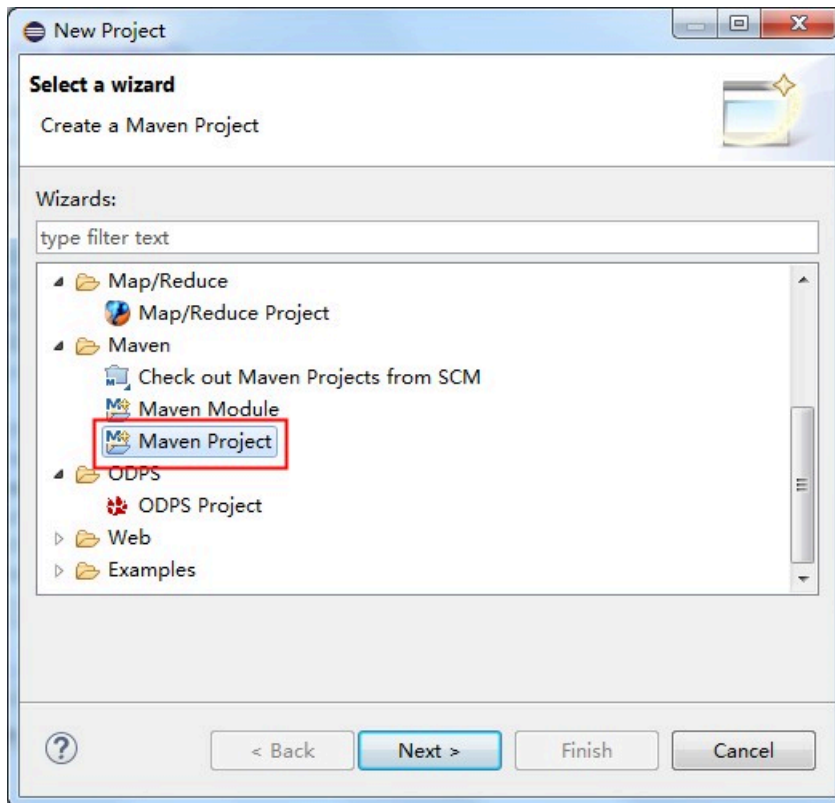 New Project
Select a wizard
Create a Maven Project
Wizards:
type filter text
Map/Reduce
Map/Reduce Project
Maven
Check out Maven Projects from SCM
Maven Module
Maven Project
ODPS
ODPS Project
Web
Examples
< Back Next > Finish Cancel